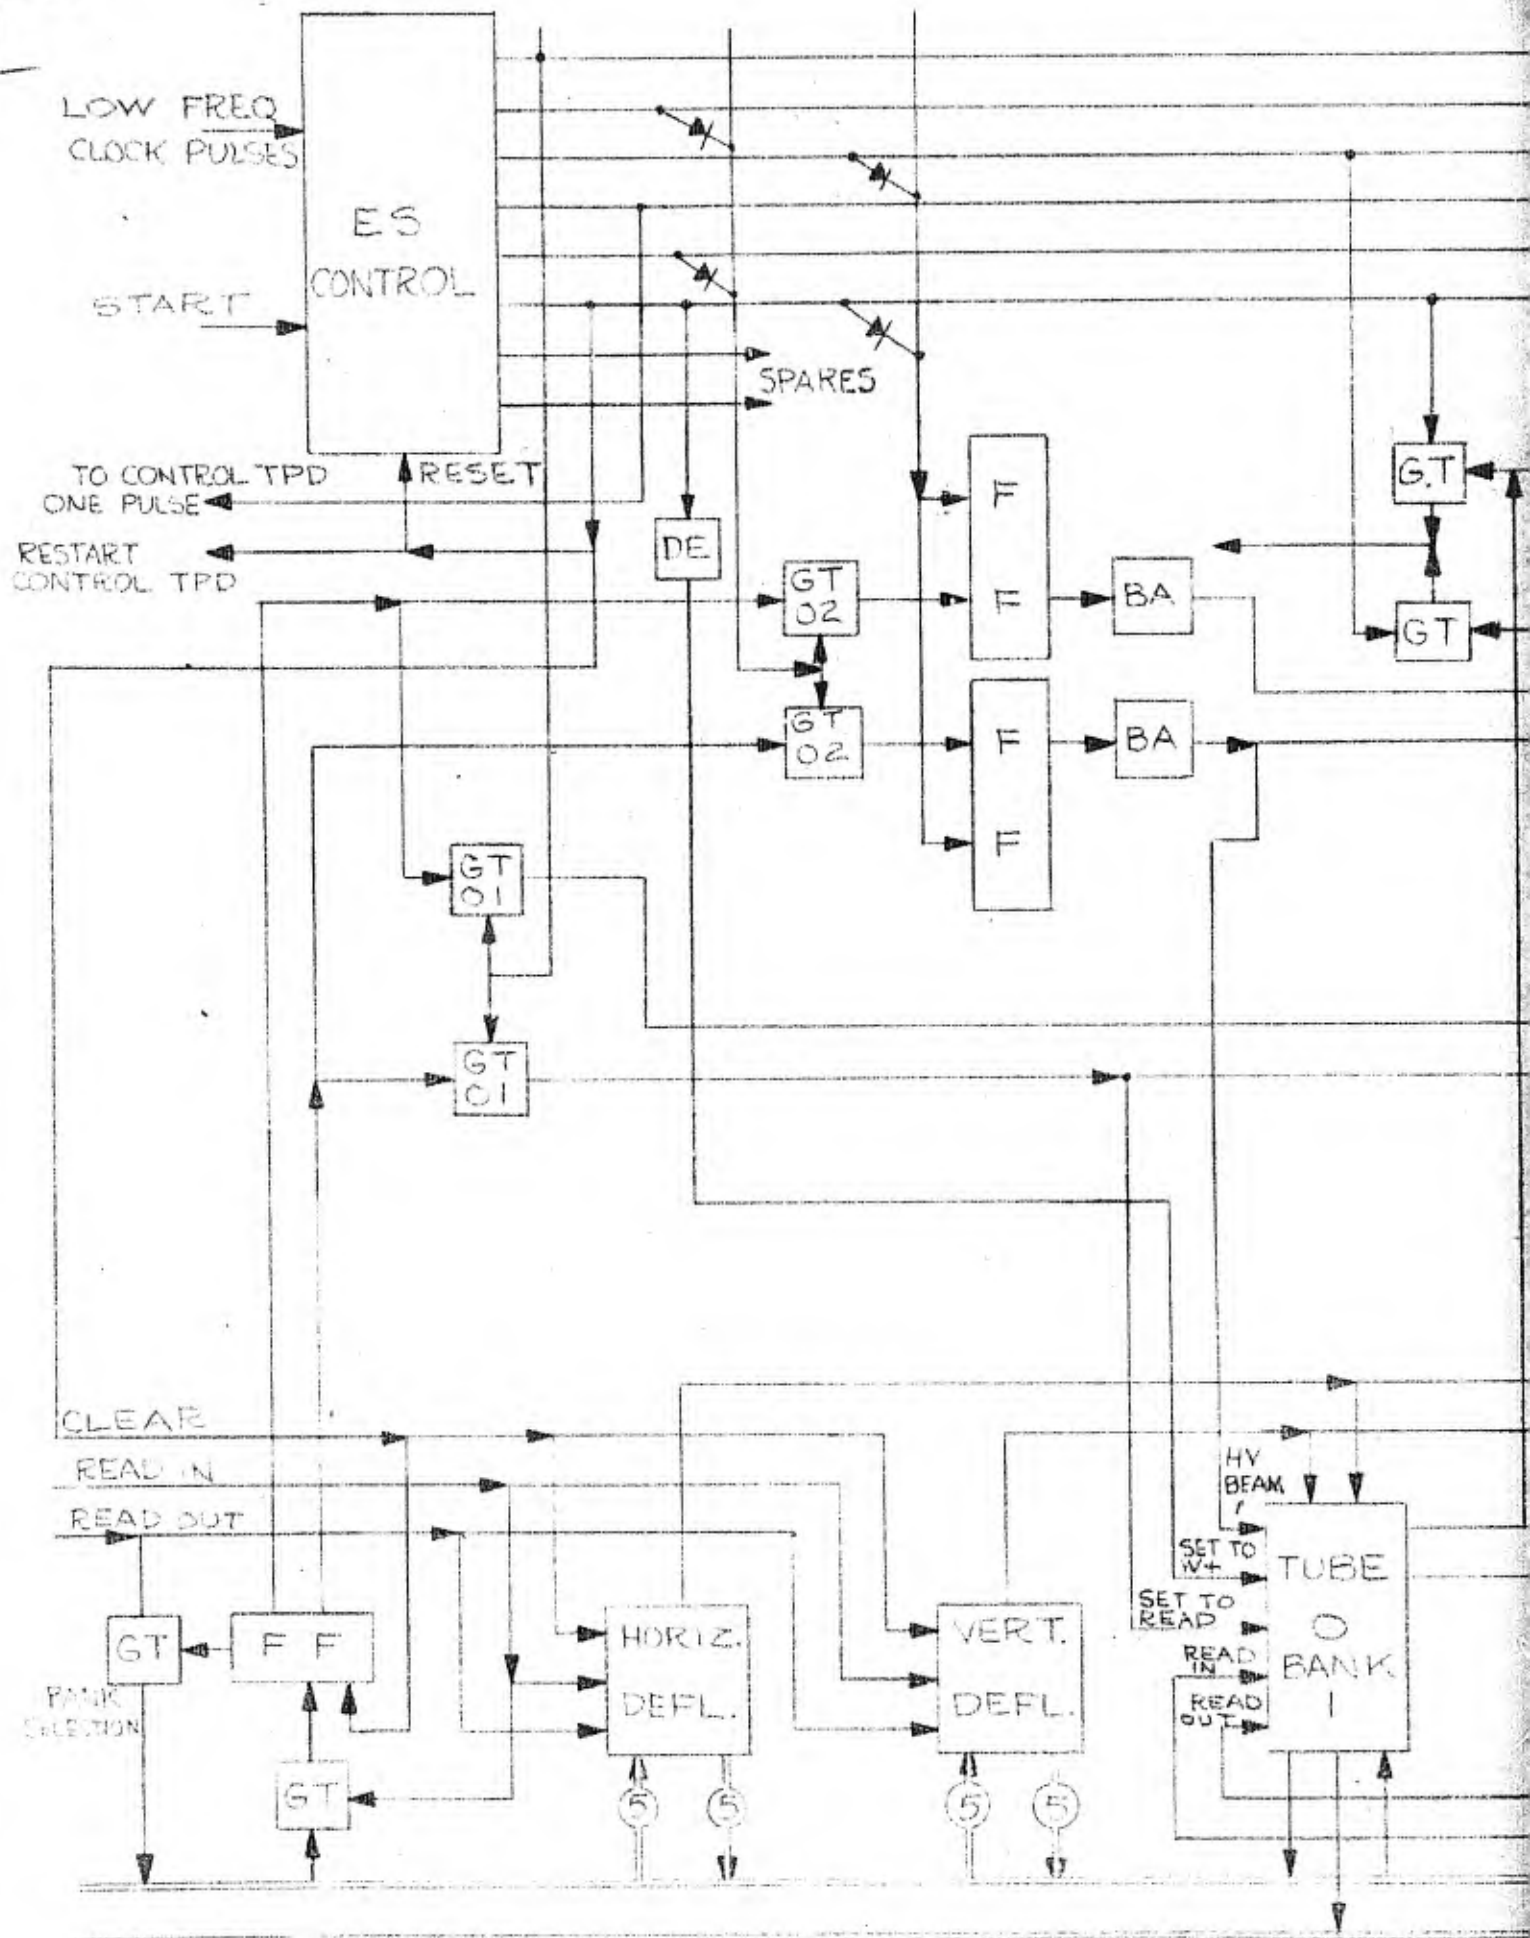 LOW FREQ
CLOCK PULSES
ES
CONTROL
START
SPARES
TO CONTROL TPD
ONE PULSE
RESET
RESTART
CONTROL TPD
DE
GT
02
F
F
BA
G.T
GT
GT
02
F
F
BA
GT
01
GT
01
CLEAR
READ IN
READ OUT
HV
BEAM
SET TO
W+
SET TO
READ
READ
IN
READ
OUT
TUBE
0
BANK
1
GT
F F
HORIZ.
DEFL.
VERT.
DEFL.
BANK
SELECTION
GT
5
5
5
5